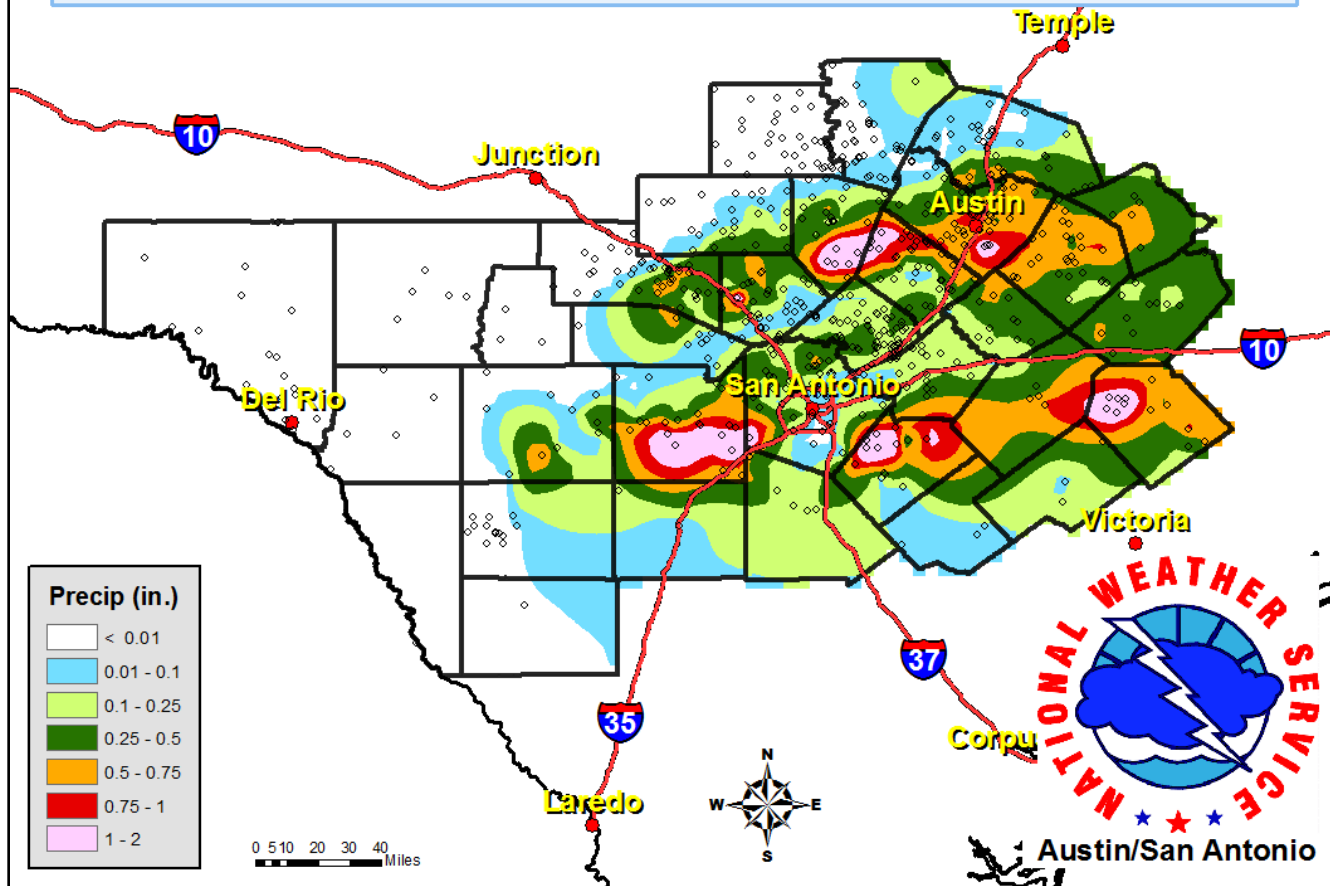 Temple
10
Junction
Austin
10
San Antonio
Del Rio
Victoria
Precip (in.)
< 0.01
0.01 - 0.1
0.1 - 0.25
0.25 - 0.5
0.5 - 0.75
0.75 - 1
1 - 2
37
35
Corpu
Laredo
N
W E
S
0 5 10 20 30 40
Miles
NATIONAL WEATHER SERVICE
Austin/San Antonio